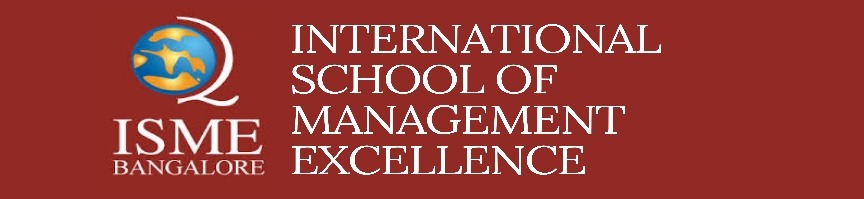 ISME
BANGALORE
INTERNATIONAL
SCHOOL OF
MANAGEMENT
EXCELLENCE